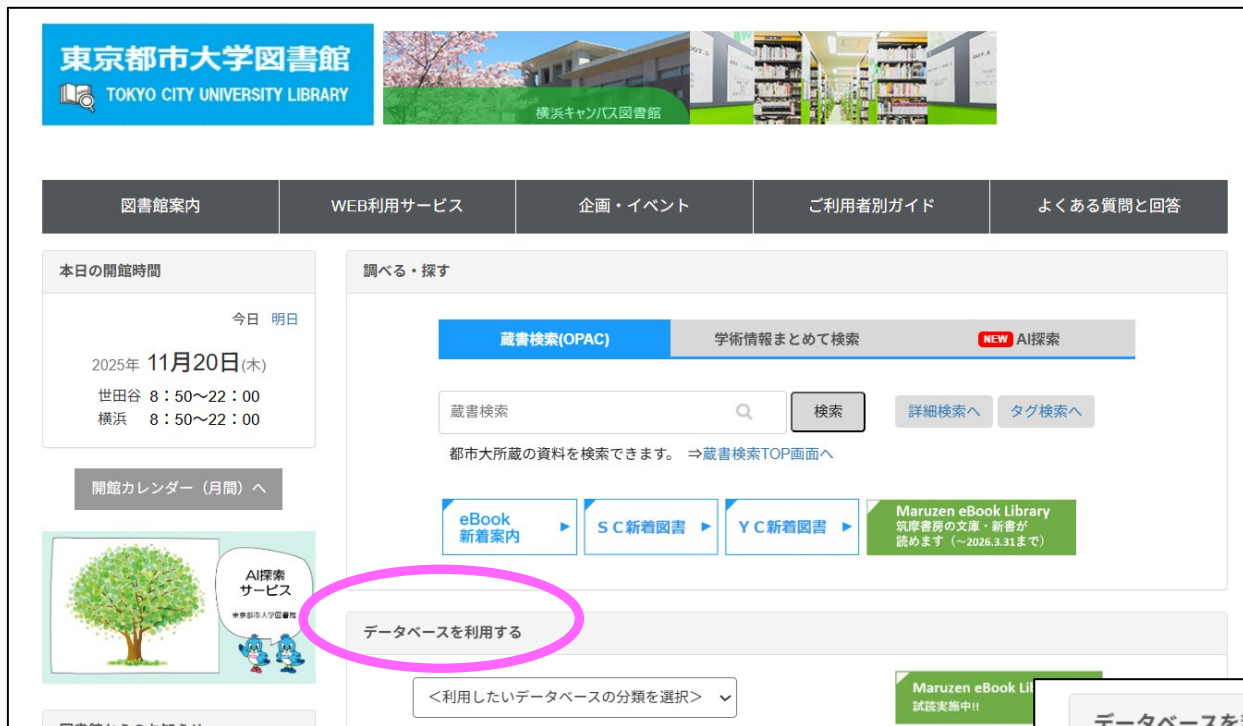 東京都市大学図書館
TOKYO CITY UNIVERSITY LIBRARY
横浜キャンパス図書館
図書館案内 WEB利用サービス 企画・イベント ご利用者別ガイド よくある質問と回答
本日の開館時間
今日 明日
2025年 11月20日(木)
世田谷 8：50～22：00
横浜 8：50～22：00
開館カレンダー（月間）へ
AI探索
サービス
東京都市大学図書館
調べる・探す
蔵書検索(OPAC) 学術情報まとめて検索 NEW AI探索
蔵書検索 検索 詳細検索へ タグ検索へ
都市大所蔵の資料を検索できます。 ⇒蔵書検索TOP画面へ
eBook
新着案内
ＳＣ新着図書
ＹＣ新着図書
Maruzen eBook Library
筑摩書房の文庫・新書が
読めます（～2026.3.31まで）
データベースを利用する
<利用したいデータベースの分類を選択>
Maruzen eBook Li
試読実施中!!
データベースを